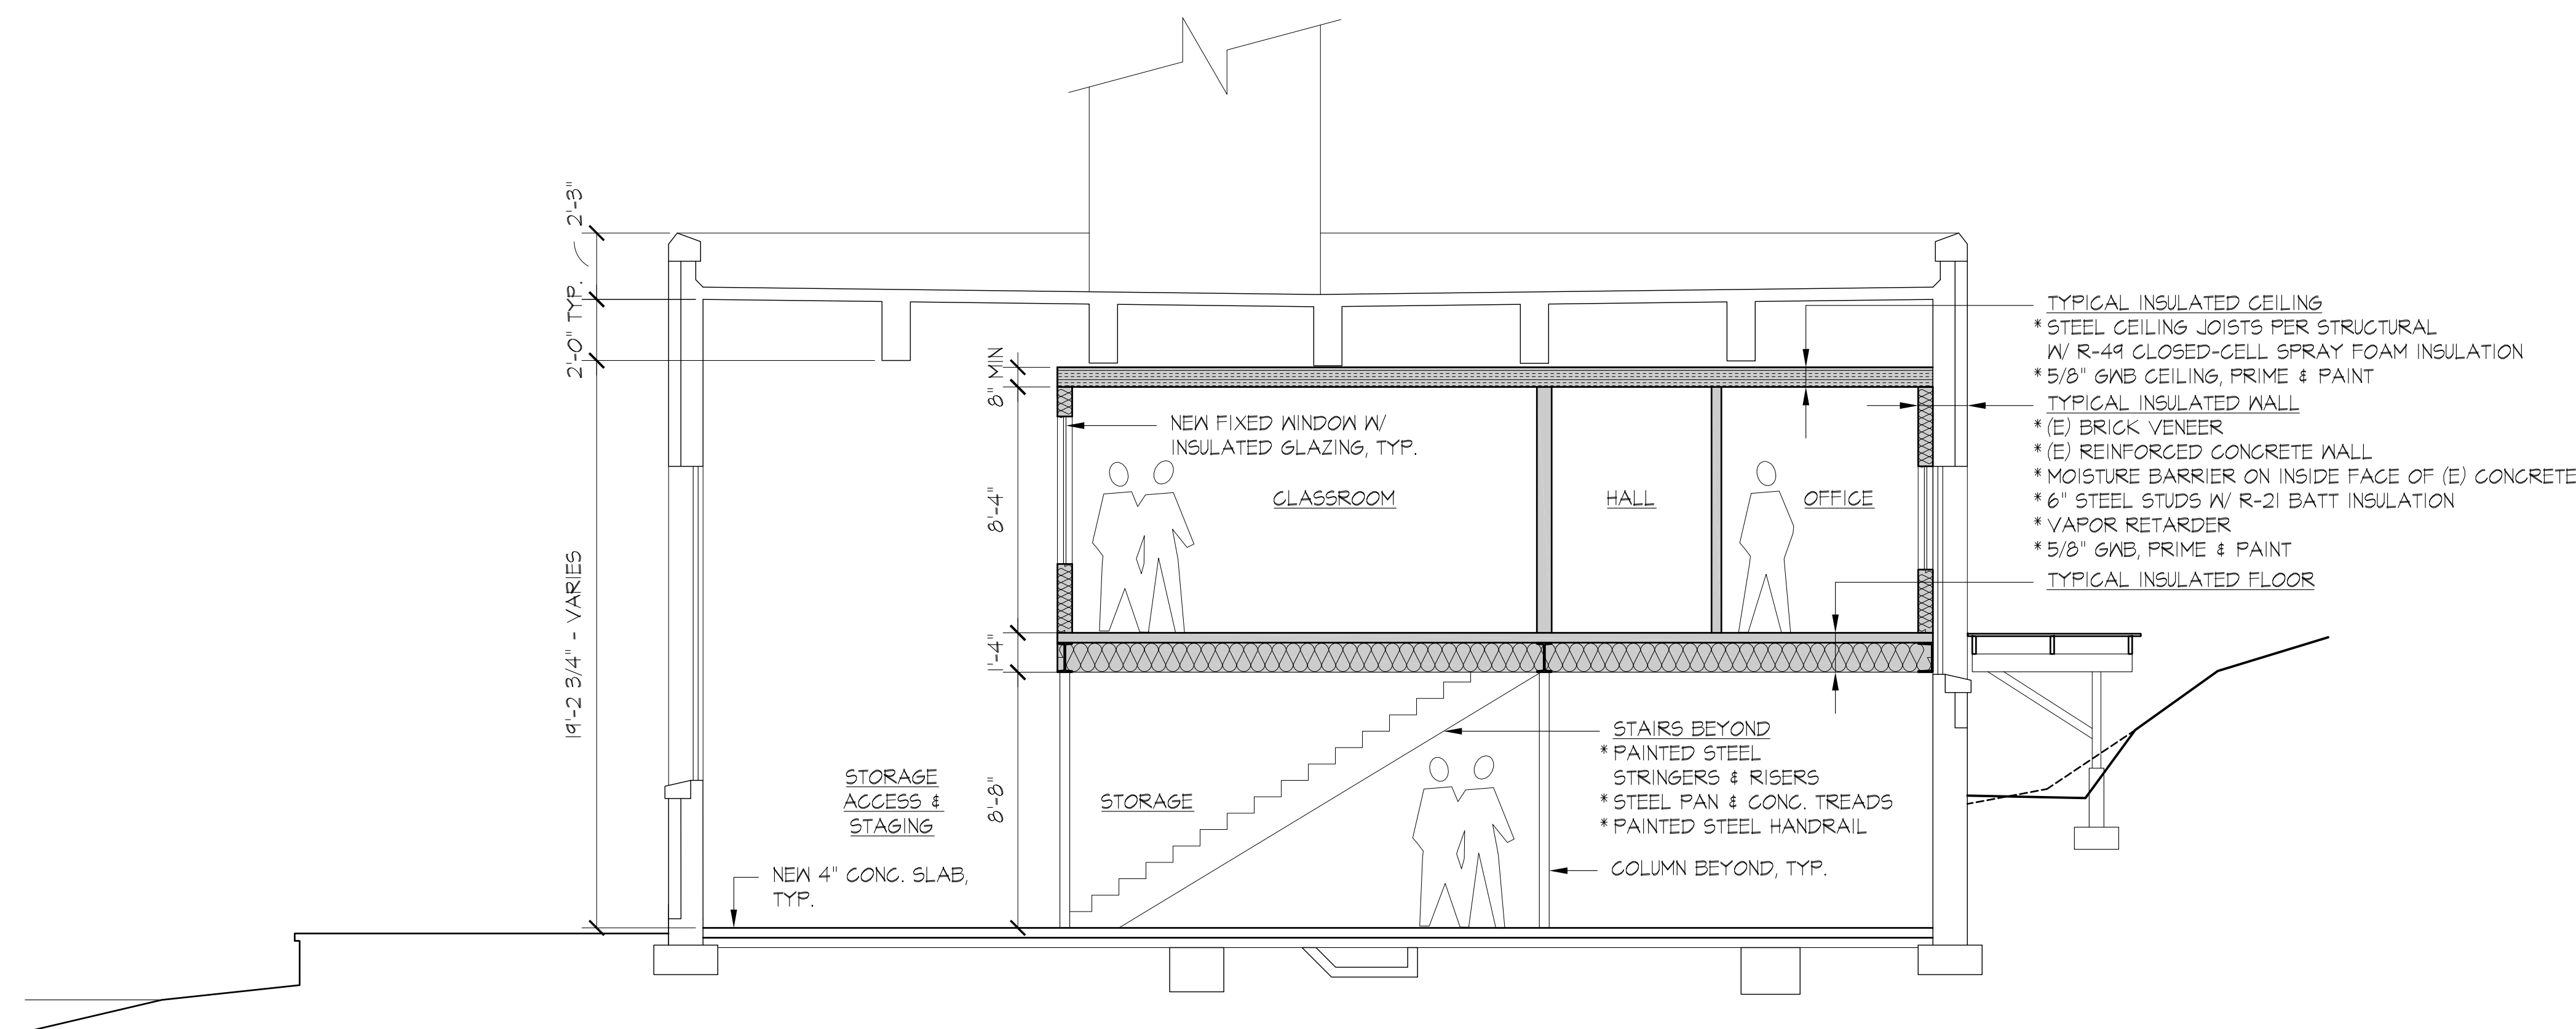 2'-3"
2'-0" TYP.
19'-2 3/4" - VARIES
8" MIN
8'-4"
1'-4"
8'-8"
NEW FIXED WINDOW W/
INSULATED GLAZING, TYP.
CLASSROOM
HALL
OFFICE
TYPICAL INSULATED CEILING
* STEEL CEILING JOISTS PER STRUCTURAL
W/ R-49 CLOSED-CELL SPRAY FOAM INSULATION
* 5/8" GWB CEILING, PRIME & PAINT
TYPICAL INSULATED WALL
* (E) BRICK VENEER
* (E) REINFORCED CONCRETE WALL
* MOISTURE BARRIER ON INSIDE FACE OF (E) CONCRETE
* 6" STEEL STUDS W/ R-21 BATT INSULATION
* VAPOR RETARDER
* 5/8" GWB, PRIME & PAINT
TYPICAL INSULATED FLOOR
STORAGE
ACCESS &
STAGING
STORAGE
STAIRS BEYOND
* PAINTED STEEL
STRINGERS & RISERS
* STEEL PAN & CONC. TREADS
* PAINTED STEEL HANDRAIL
COLUMN BEYOND, TYP.
NEW 4" CONC. SLAB,
TYP.